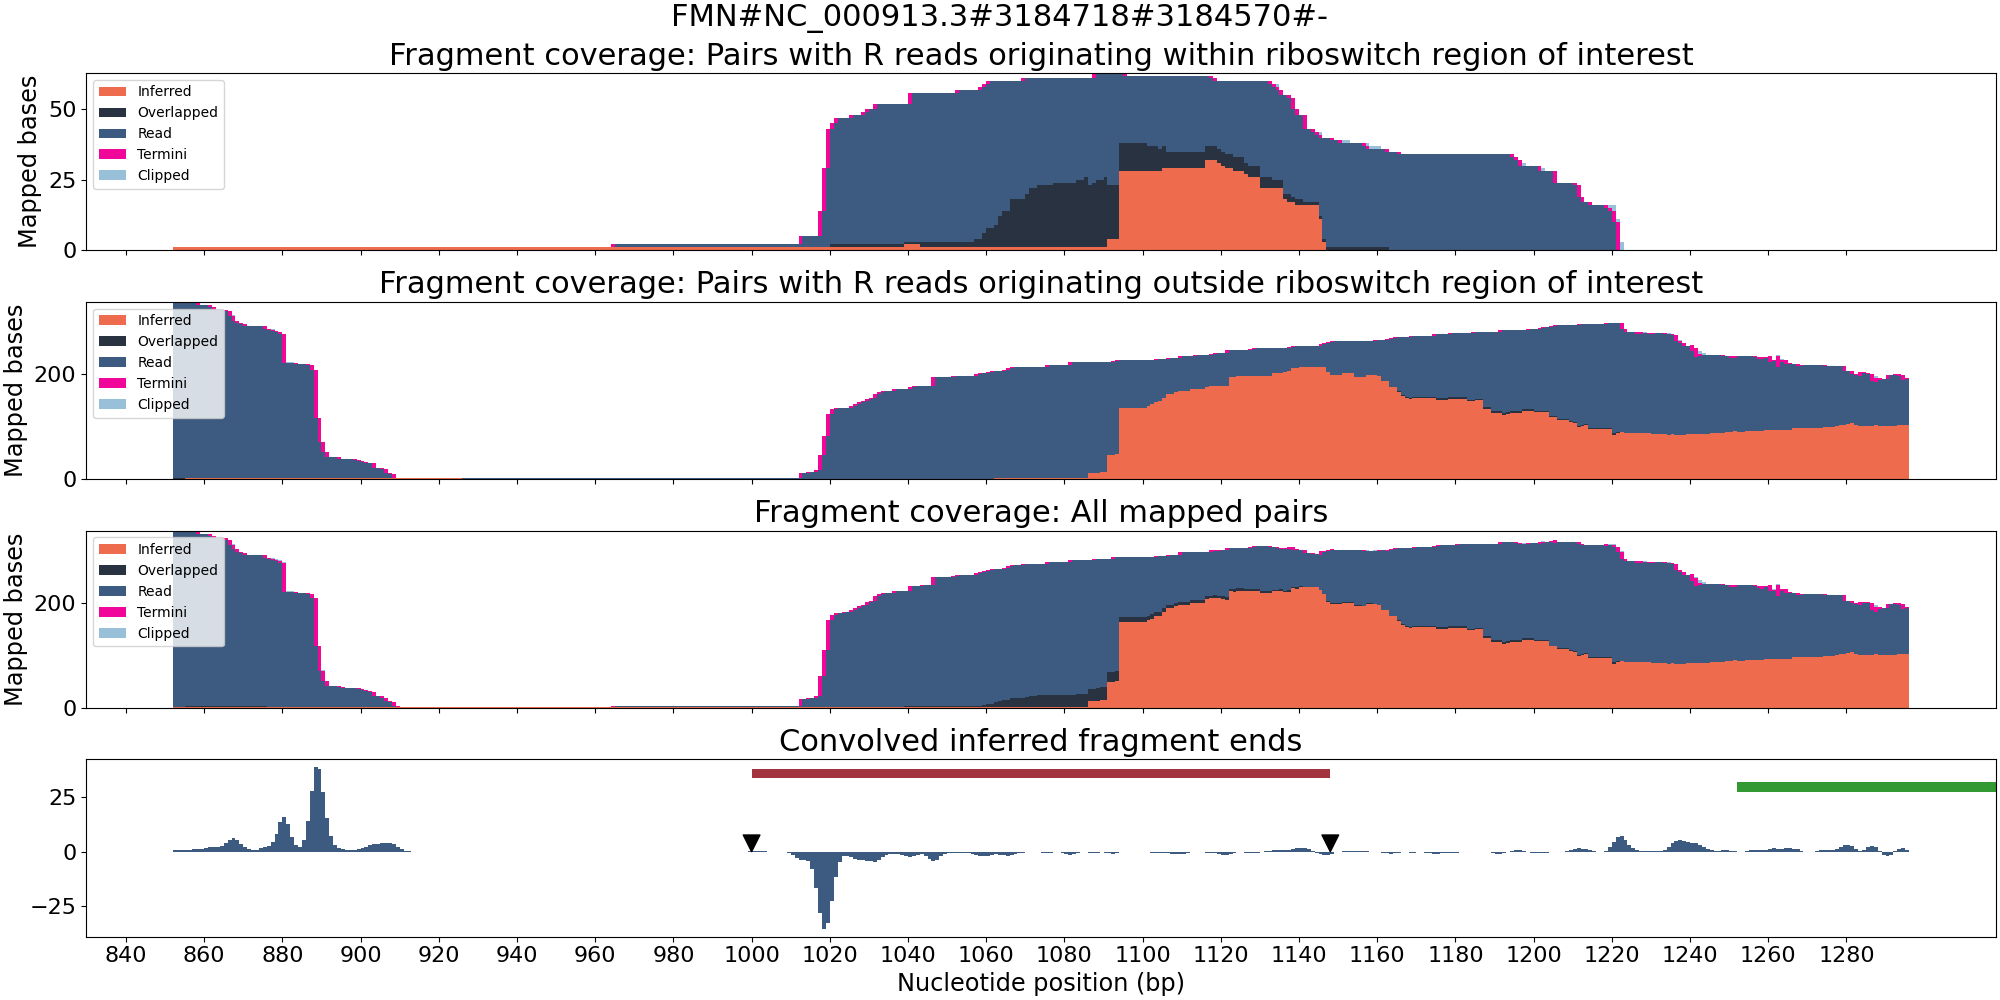 FMN#NC_000913.3#3184718#3184570#-
Fragment coverage: Pairs with R reads originating within riboswitch region of interest
Mapped bases
50
25
0
Inferred
Overlapped
Read
Termini
Clipped
Fragment coverage: Pairs with R reads originating outside riboswitch region of interest
Mapped bases
200
0
Inferred
Overlapped
Read
Termini
Clipped
Fragment coverage: All mapped pairs
Mapped bases
200
0
Inferred
Overlapped
Read
Termini
Clipped
Convolved inferred fragment ends
25
0
−25
840 860 880 900 920 940 960 980 1000 1020 1040 1060 1080 1100 1120 1140 1160 1180 1200 1220 1240 1260 1280
Nucleotide position (bp)